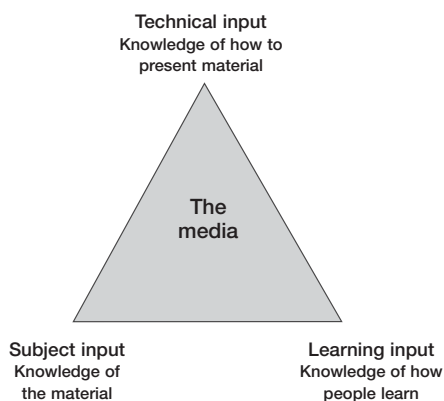 Technical input
Knowledge of how to
present material
The
media
Subject input
Knowledge of
the material
Learning input
Knowledge of how
people learn